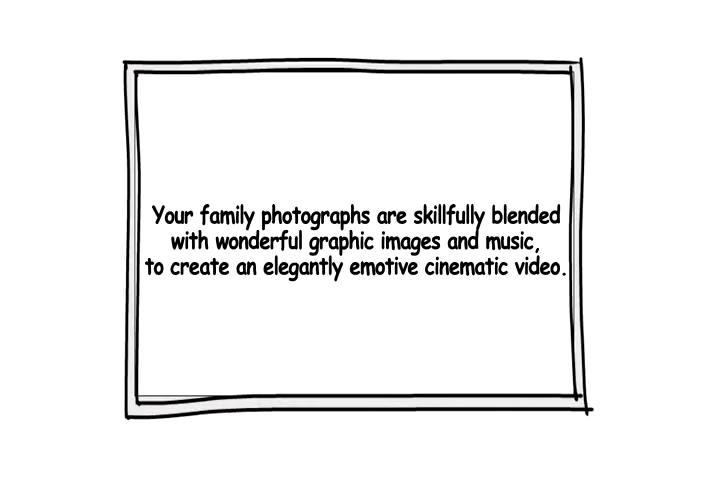 Your family photographs are skillfully blended
with wonderful graphic images and music,
to create an elegantly emotive cinematic video.